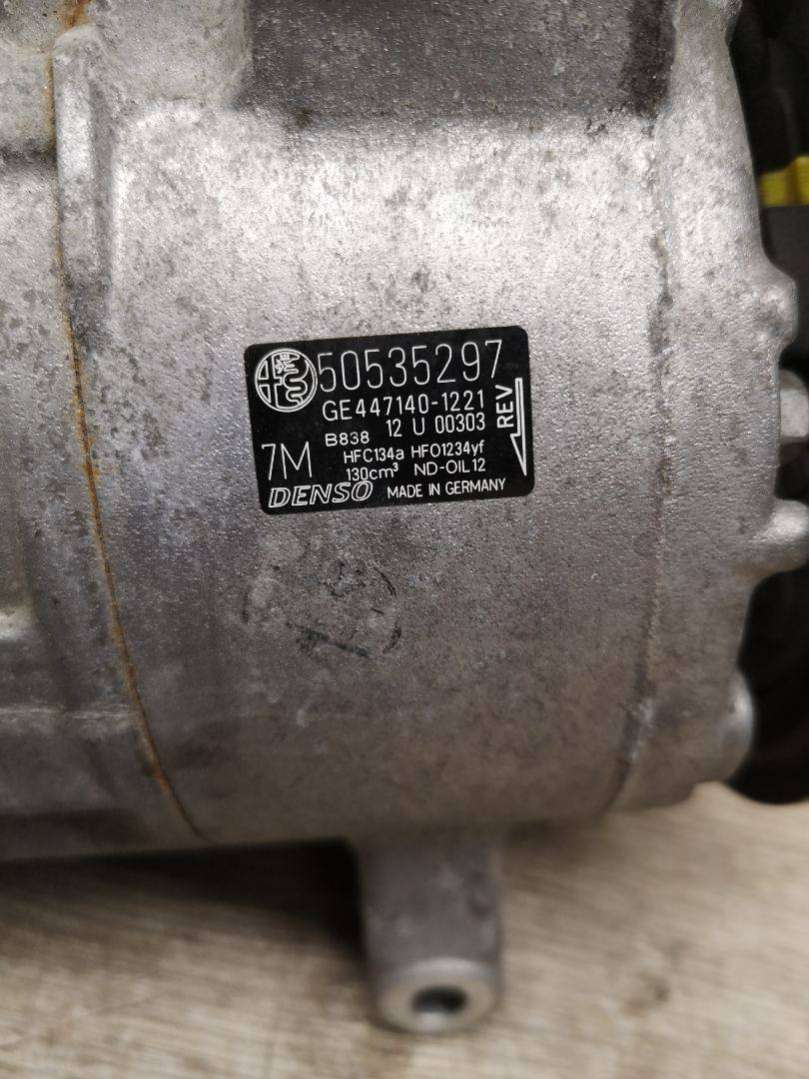 50535297
GE447140-1221
B838 12 U 00303
7M HFC134a HFO1234yf
130cm³ ND-OIL12
DENSO MADE IN GERMANY
REV